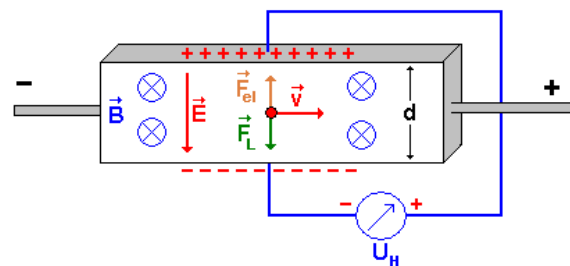 + + + + + + + + + +
− +
B E F_el v d
F_L
− − − − − − − − − −
− +
U_H